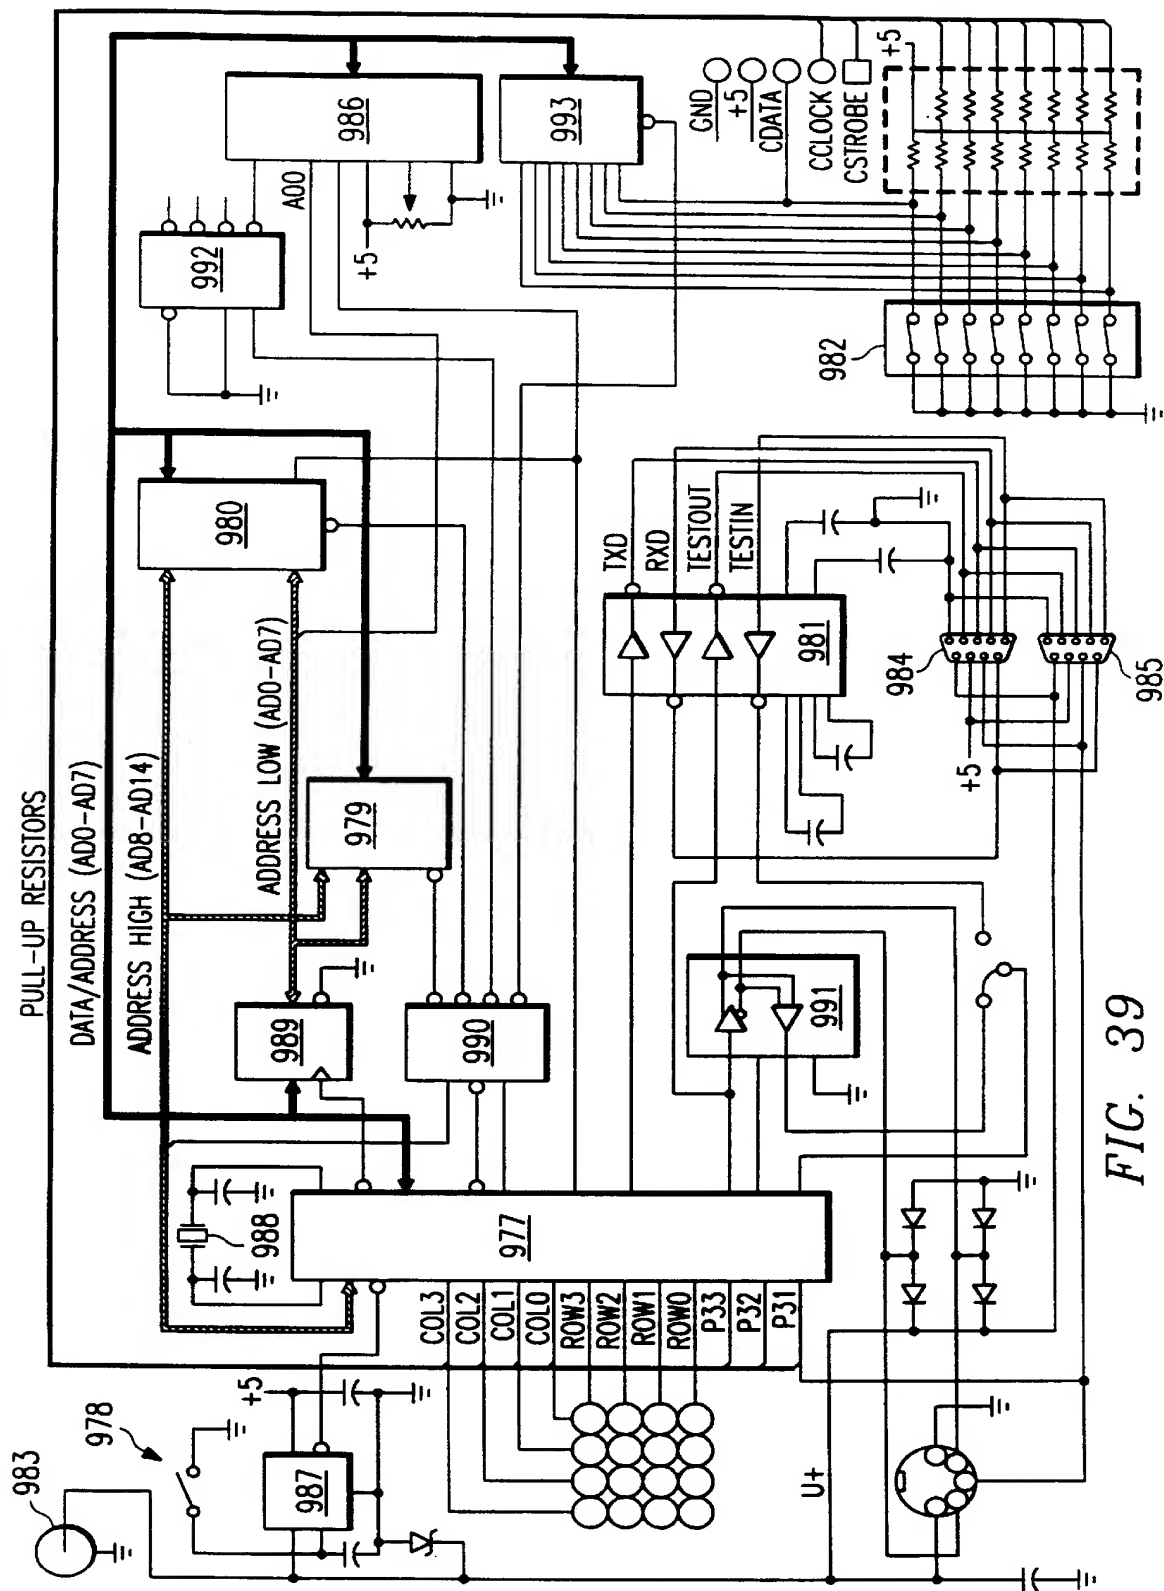 PULL-UP RESISTORS
DATA/ADDRESS (AD0-AD7)
ADDRESS HIGH (AD8-AD14)
ADDRESS LOW (AD0-AD7)
983
978
+5
987
988
977
COL3
COL2
COL1
COL0
ROW3
ROW2
ROW1
ROW0
P33
P32
P31
U+
989
990
979
980
992
986
A00
+5
993
GND
+5
CDATA
CCLOCK
CSTROBE
+5
982
991
981
TXD
RXD
TESTOUT
TESTIN
984
985
+5
FIG. 39